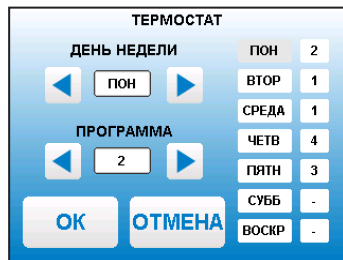 ТЕРМОСТАТ
ДЕНЬ НЕДЕЛИ
ПОН
ПРОГРАММА
2
ОК
ОТМЕНА
ПОН 2
ВТОР 1
СРЕДА 1
ЧЕТВ 4
ПЯТН 3
СУББ -
ВОСКР -